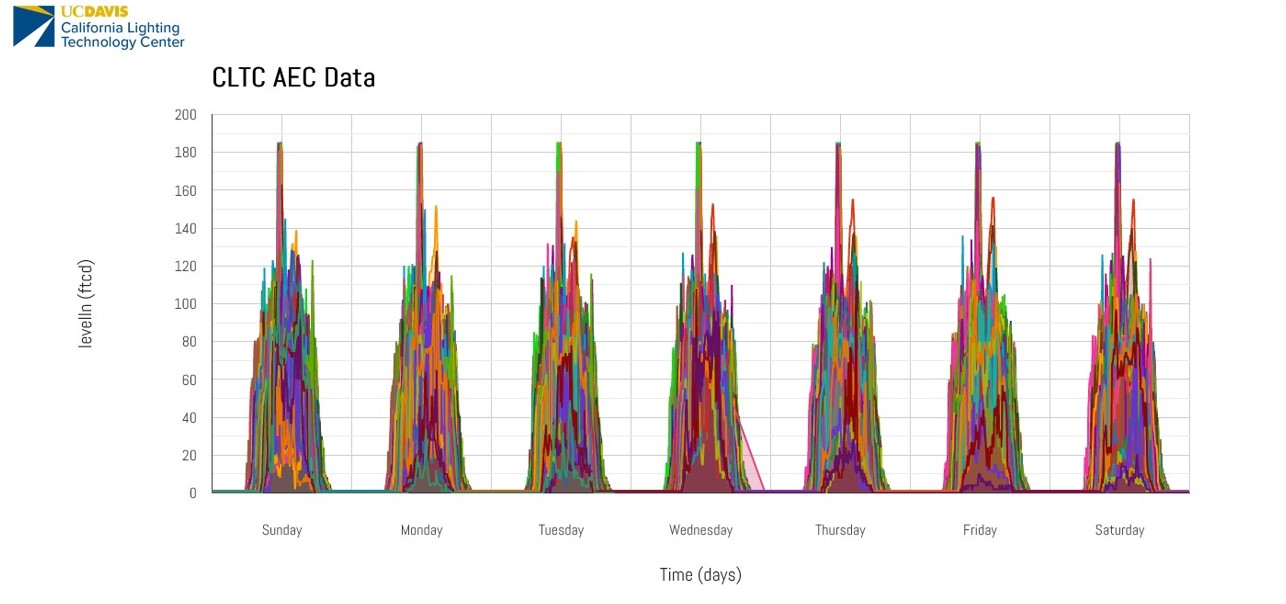 UCDAVIS
California Lighting
Technology Center
CLTC AEC Data
levelIn (ftcd)
200
180
160
140
120
100
80
60
40
20
0
Sunday Monday Tuesday Wednesday Thursday Friday Saturday
Time (days)